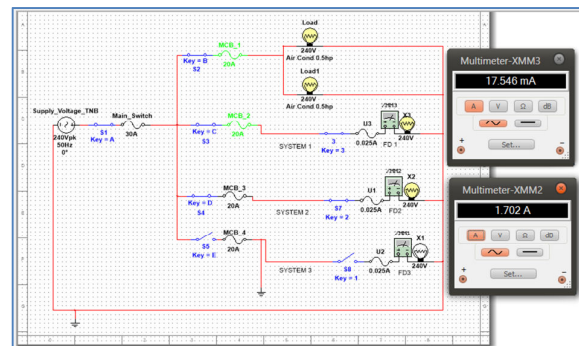 Load
240V
Air Cond 0.5hp
Key = B
S2
MCB_1
20A
Load1
240V
Air Cond 0.5hp
Supply_Voltage_TNB
240Vpk
50Hz
0°
S1
Key = A
Main_Switch
30A
Key = C
S3
MCB_2
20A
SYSTEM 1
3
Key = 3
U3
0.025A
XMM3
FD 1
X3
240V
Key = D
S4
MCB_3
20A
SYSTEM 2
S7
Key = 2
U1
0.025A
XMM2
FD2
X2
240V
S5
Key = E
MCB_4
20A
SYSTEM 3
S8
Key = 1
U2
0.025A
XMM1
FD3
X1
240V
Multimeter-XMM3
17.546 mA
A V Ω dB
Set...
+ -
Multimeter-XMM2
1.702 A
A V Ω dB
Set...
+ -